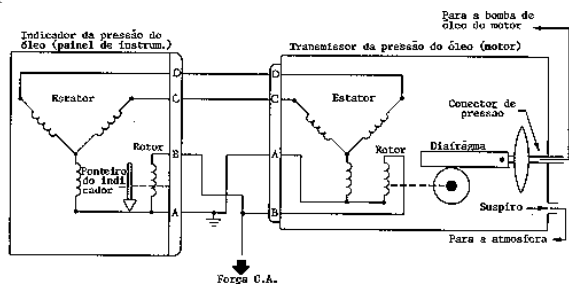 Para a bomba de
óleo do motor
Indicador da pressão do
óleo (painel de instrum.)
Transmissor da pressão do óleo (motor)
D
D
Estator
C
C
Estator
Conector de
pressão
Rotor
B
A
Rotor
Diafrágma
Ponteiro
do indi
cador
A
B
Suspiro
Para a atmosfera
Força C.A.